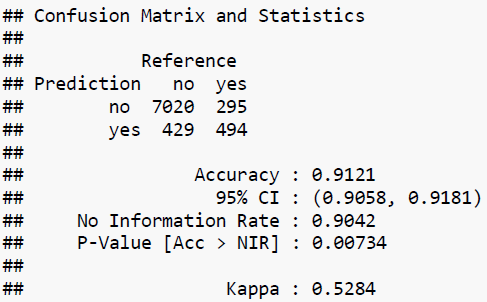 ## Confusion Matrix and Statistics
##
##           Reference
## Prediction   no  yes
##        no  7020  295
##        yes  429  494
##
##                Accuracy : 0.9121
##                  95% CI : (0.9058, 0.9181)
##     No Information Rate : 0.9042
##     P-Value [Acc > NIR] : 0.00734
##
##                   Kappa : 0.5284